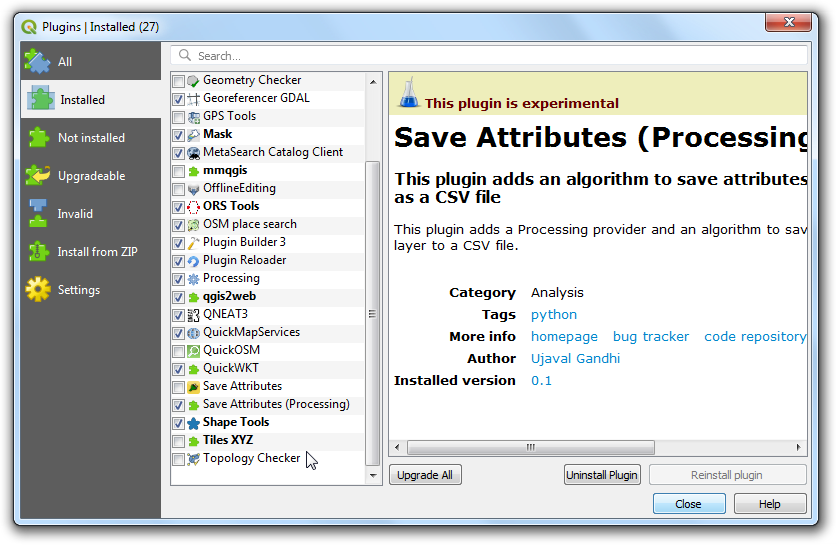 Plugins | Installed (27)
All
Installed
Not installed
Upgradeable
Invalid
Install from ZIP
Settings
Search...
Geometry Checker
Georeferencer GDAL
GPS Tools
Mask
MetaSearch Catalog Client
mmqgis
OfflineEditing
ORS Tools
OSM place search
Plugin Builder 3
Plugin Reloader
Processing
qgis2web
QNEAT3
QuickMapServices
QuickOSM
QuickWKT
Save Attributes
Save Attributes (Processing)
Shape Tools
Tiles XYZ
Topology Checker
This plugin is experimental
Save Attributes (Processing
This plugin adds an algorithm to save attributes
as a CSV file
This plugin adds a Processing provider and an algorithm to sav
layer to a CSV file.
Category Analysis
Tags python
More info homepage bug tracker code repository
Author Ujaval Gandhi
Installed version 0.1
Upgrade All Uninstall Plugin Reinstall plugin
Close Help